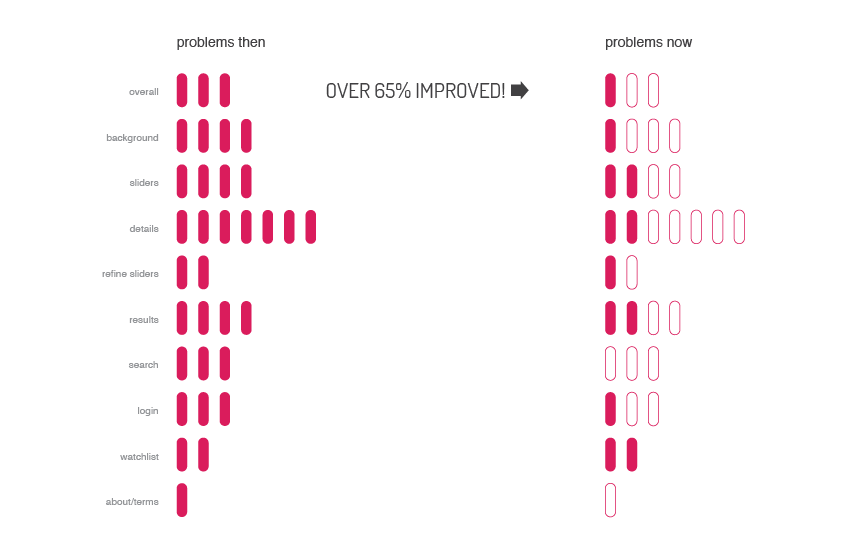 problems then
problems now
OVER 65% IMPROVED!
overall
background
sliders
details
refine sliders
results
search
login
watchlist
about/terms